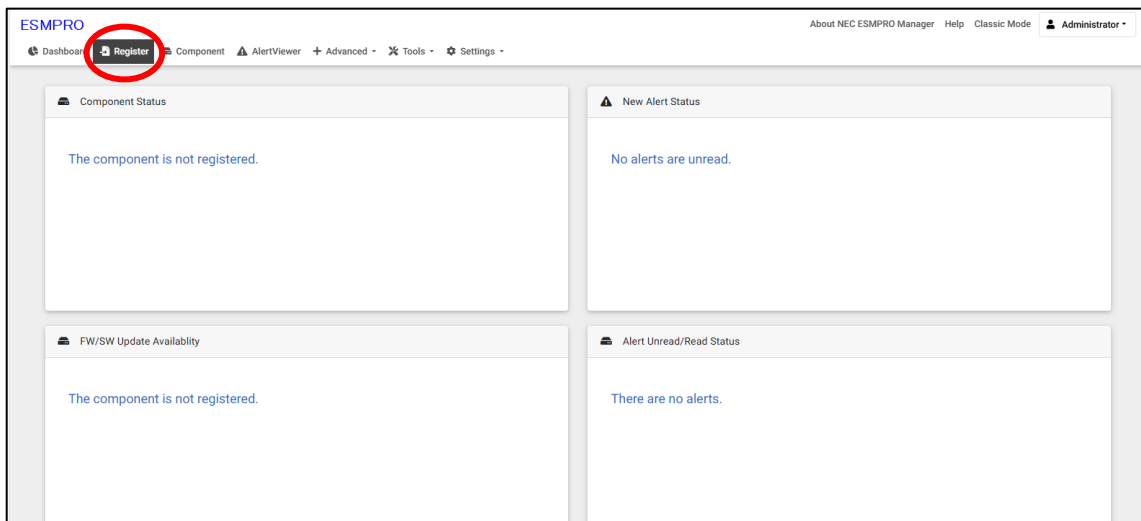 ESMPRO
About NEC ESMPRO Manager Help Classic Mode Administrator
Dashboard Register Component AlertViewer Advanced Tools Settings
Component Status
New Alert Status
The component is not registered.
No alerts are unread.
FW/SW Update Availablity
Alert Unread/Read Status
The component is not registered.
There are no alerts.